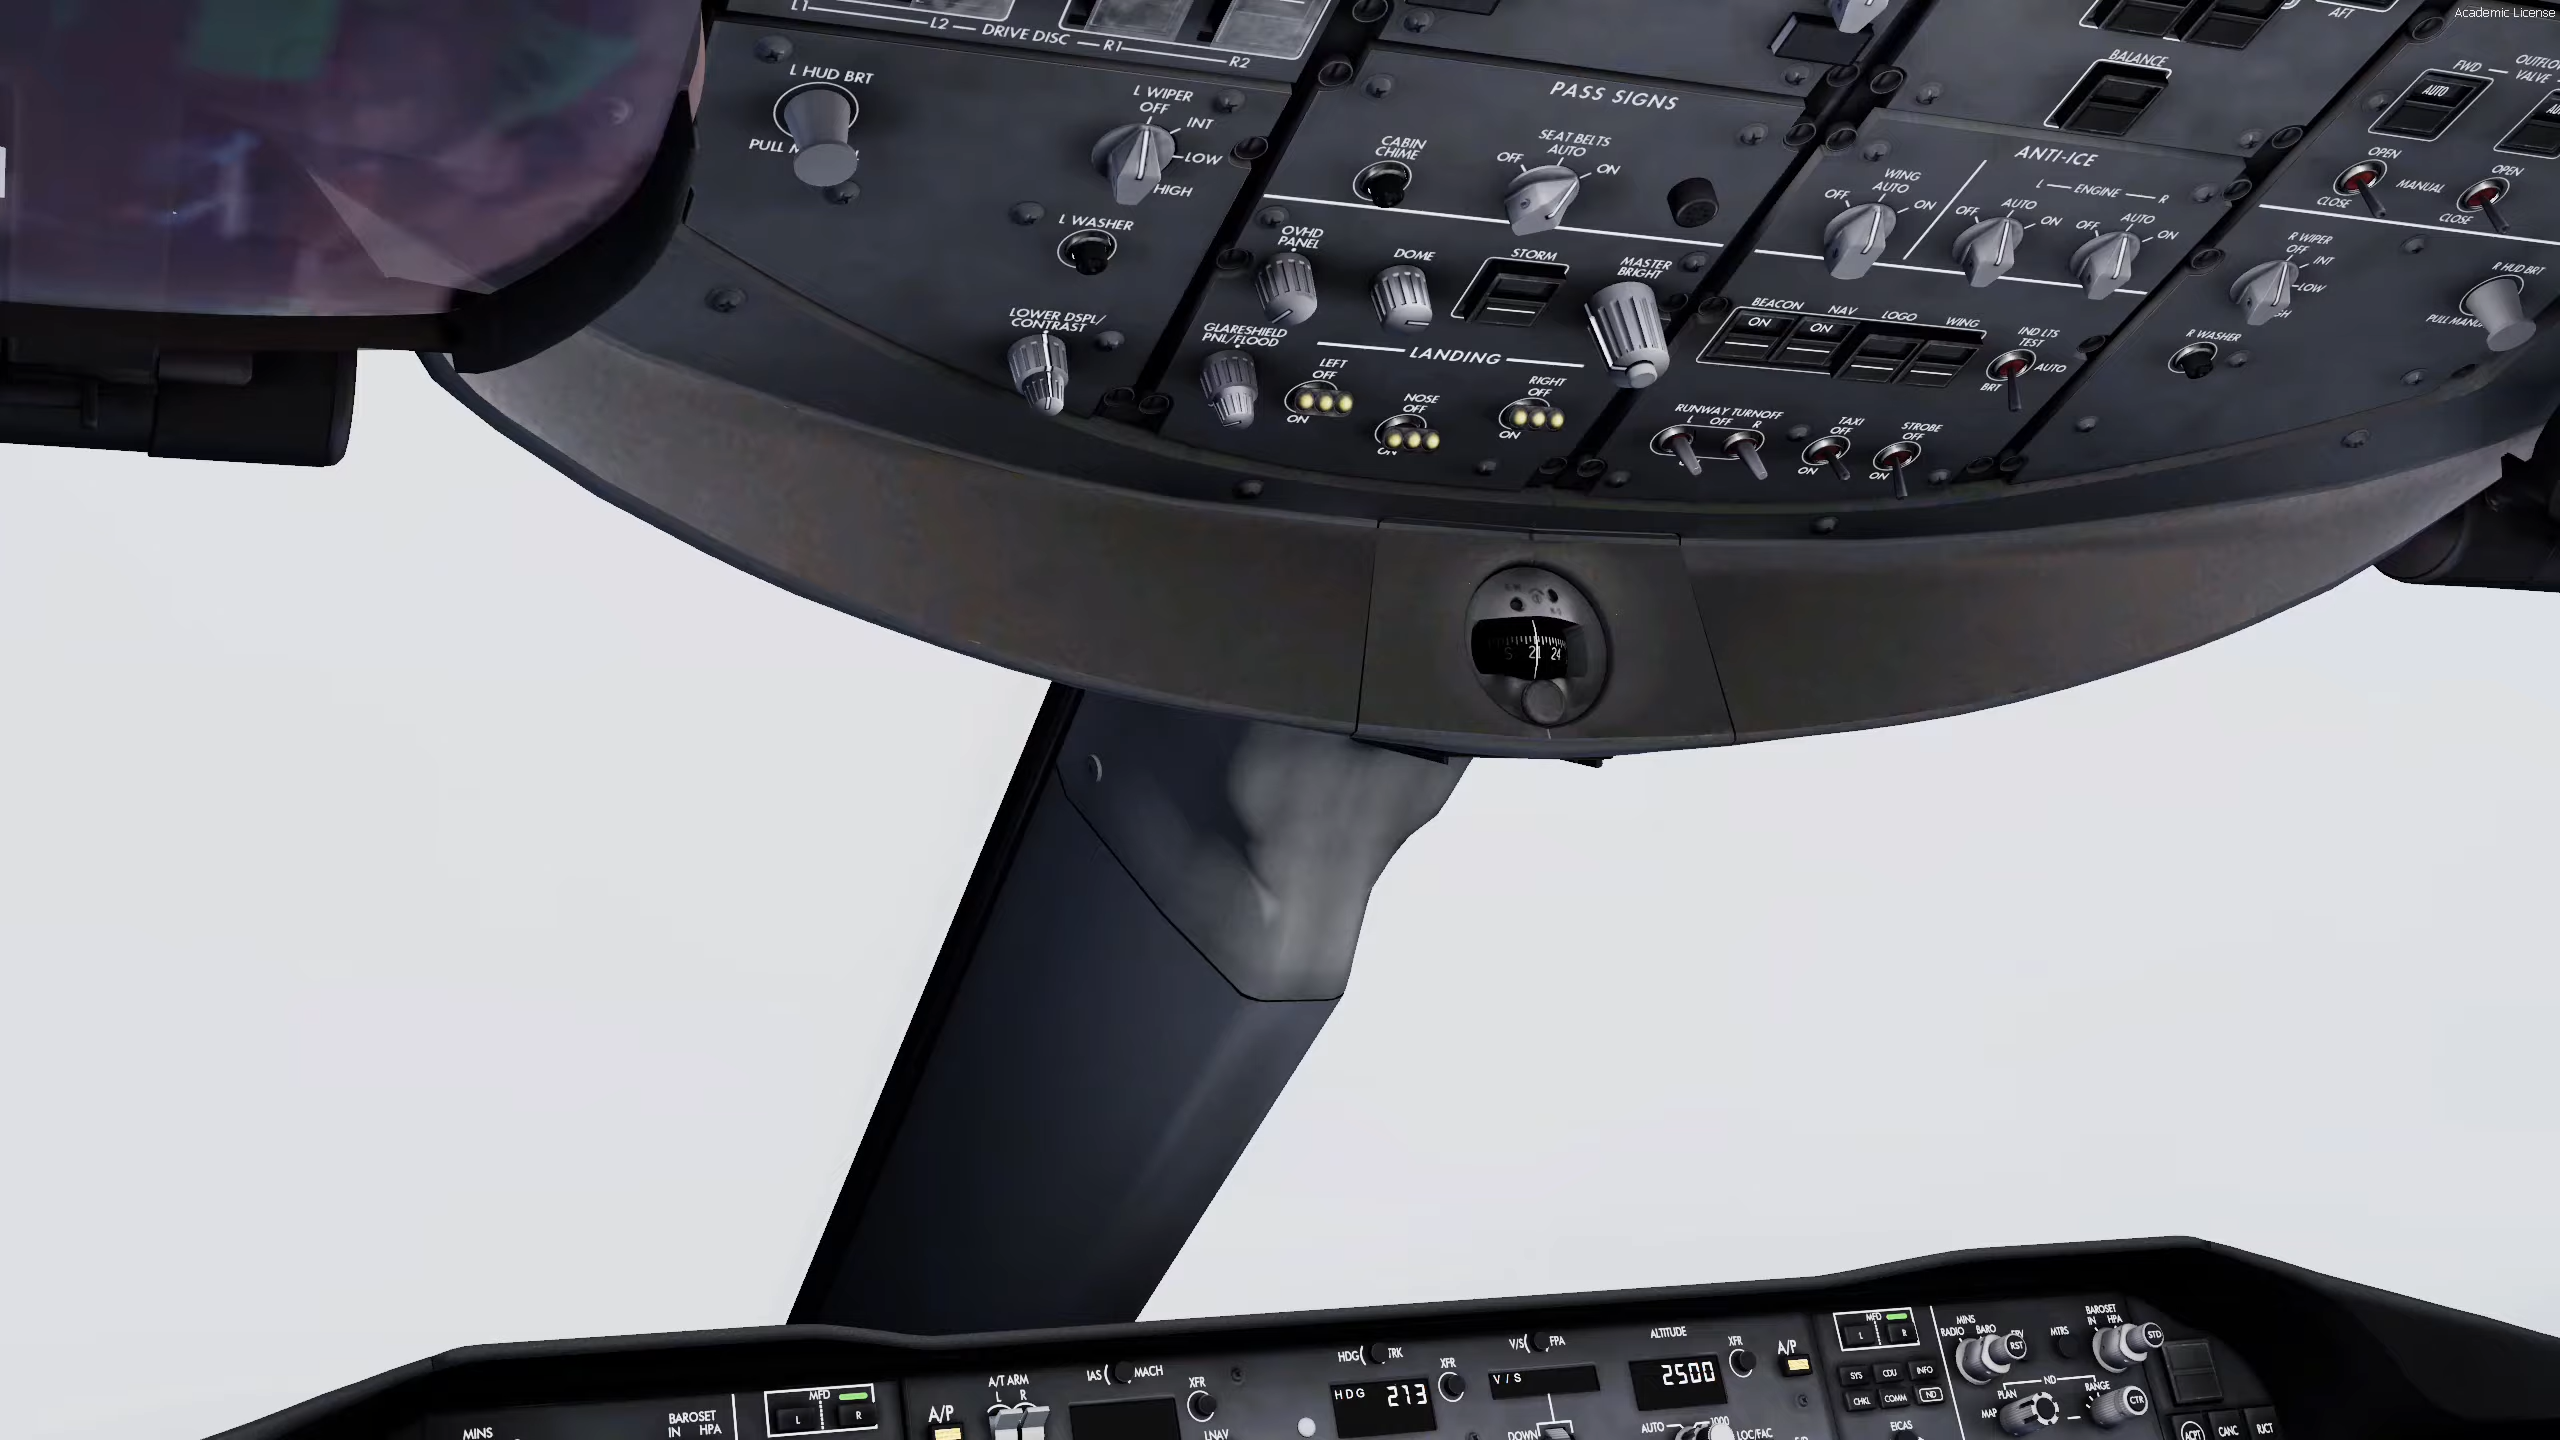 Academic License
L1
L2
DRIVE DISC
R1
R2
AFT
L HUD BRT
L WIPER
OFF
INT
LOW
HIGH
L WASHER
LOWER DSPL/
CONTRAST
PASS SIGNS
CABIN
CHIME
SEAT BELTS
OFF
AUTO
ON
OVHD
PANEL
DOME
STORM
MASTER
BRIGHT
GLARESHIELD
PNL/FLOOD
LANDING
LEFT
OFF
ON
NOSE
OFF
ON
RIGHT
OFF
ON
BALANCE
ANTI-ICE
WING
OFF
AUTO
ON
L
ENGINE
R
OFF
AUTO
ON
OFF
AUTO
ON
BEACON
NAV
LOGO
WING
ON
ON
IND LTS
TEST
AUTO
BRT
RUNWAY TURNOFF
L
OFF
R
TAXI
OFF
ON
STROBE
OFF
ON
FWD
VALVE
AUTO
OPEN
MANUAL
CLOSE
OPEN
CLOSE
R WIPER
OFF
INT
LOW
R WASHER
R HUD BRT
S 21 24
MINS
BAROSET
IN HPA
MFD
L
R
A/P
A/T ARM
L R
IAS
MACH
XFR
LNAV
HDG
TRK
XFR
HDG 213
V/S
FPA
V/S
DOWN
ALTITUDE
XFR
2500
AUTO
1000
LOC/FAC
A/P
MFD
L
R
SYS
CDU
INFO
CHKL
COMM
ND
EICAS
MINS
RADIO
BARO
RST
MTRS
BAROSET
IN HPA
STD
ND
PLAN
MAP
RANGE
CTR
CANC
RJCT